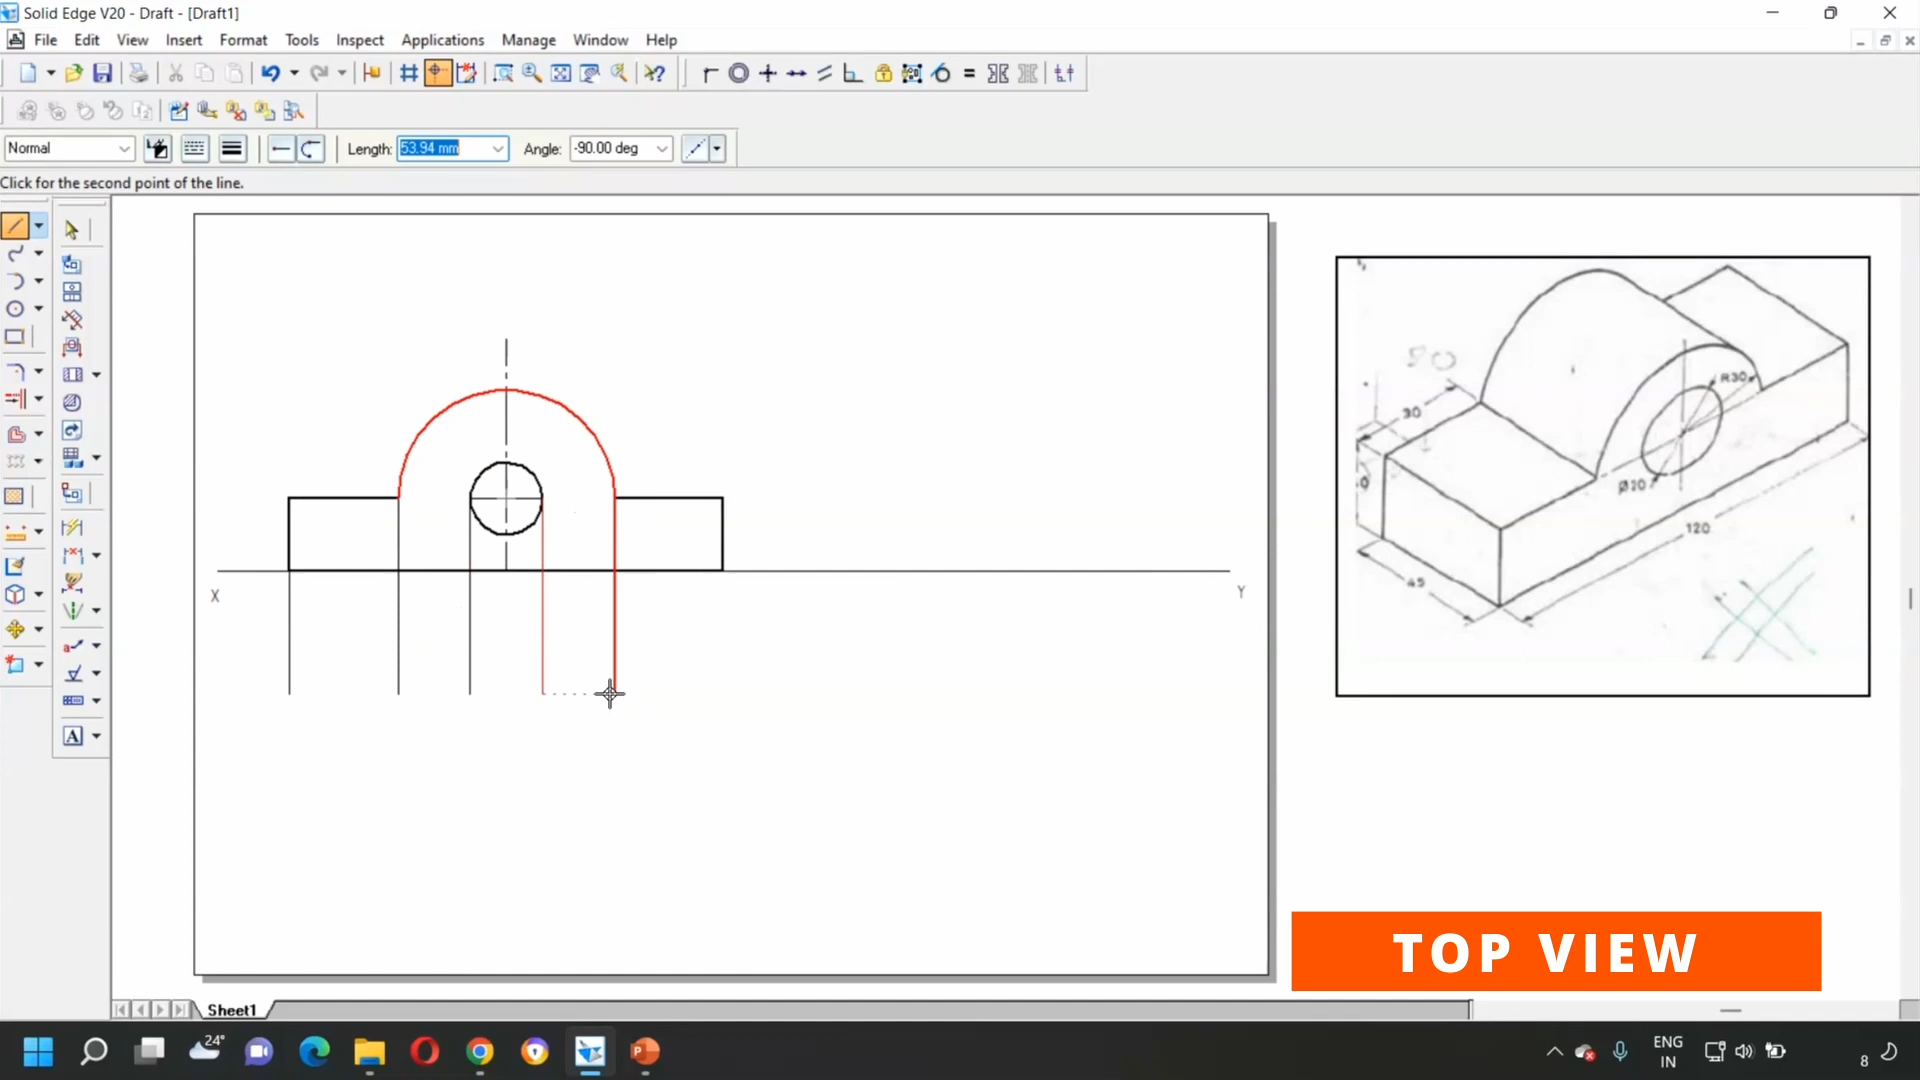 Solid Edge V20 - Draft - [Draft1]
File Edit View Insert Format Tools Inspect Applications Manage Window Help
Normal Length: 53.94 mm Angle: -90.00 deg
Click for the second point of the line.
R30
30
Ø20
120
45
X
Y
A
TOP VIEW
Sheet1
24°
P
ENG
IN
8